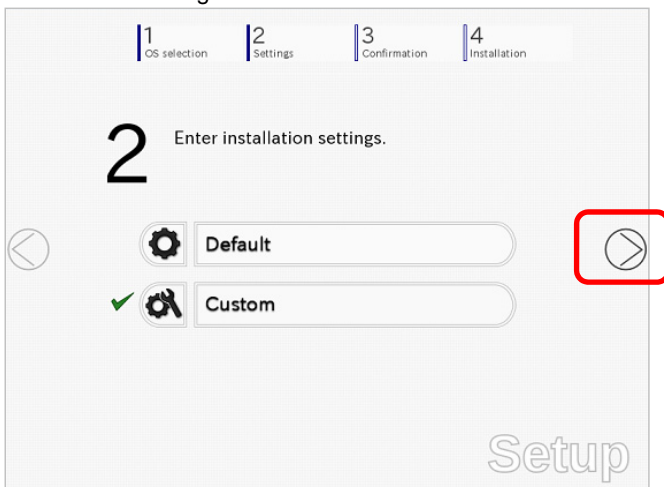 1
OS selection
2
Settings
3
Confirmation
4
Installation
2
Enter installation settings.
Default
Custom
Setup